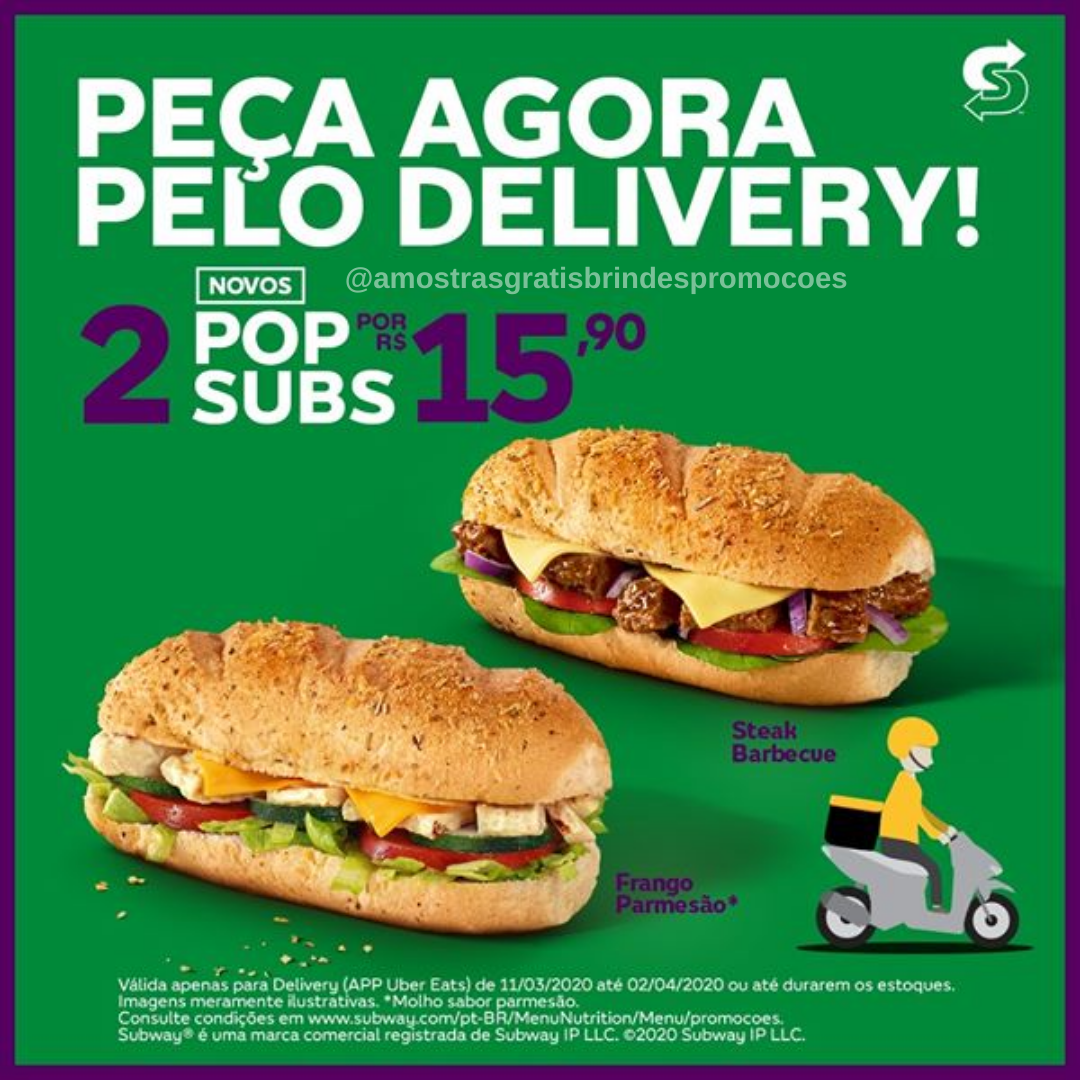 PEÇA AGORA
PELO DELIVERY!
NOVOS
@amostrasgratisbrindespromocoes
2 POP SUBS POR R$ 15,90
Steak
Barbecue
Frango
Parmesão*
Válida apenas para Delivery (APP Uber Eats) de 11/03/2020 até 02/04/2020 ou até durarem os estoques.
Imagens meramente ilustrativas. *Molho sabor parmesão.
Consulte condições em www.subway.com/pt-BR/MenuNutrition/Menu/promocoes.
Subway® é uma marca comercial registrada de Subway IP LLC. ©2020 Subway IP LLC.